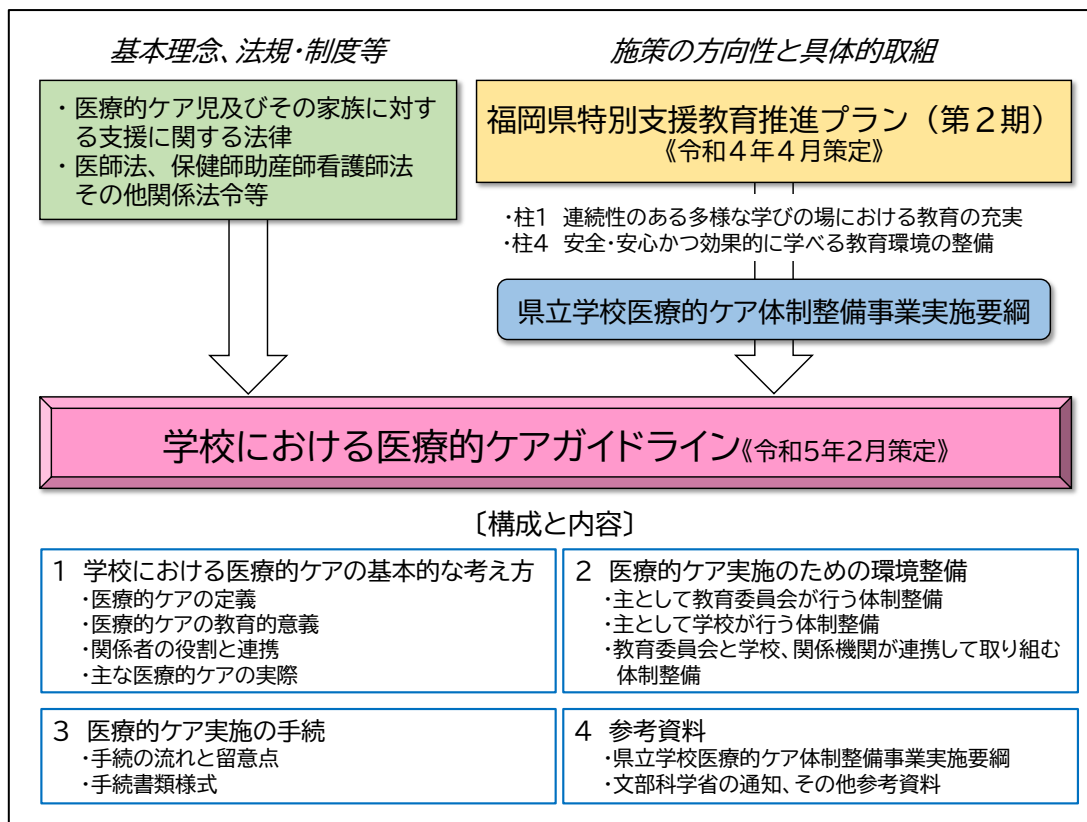 基本理念、法規・制度等
・医療的ケア児及びその家族に対す
る支援に関する法律
・医師法、保健師助産師看護師法
その他関係法令等
施策の方向性と具体的取組
福岡県特別支援教育推進プラン（第２期）
《令和４年４月策定》
・柱１ 連続性のある多様な学びの場における教育の充実
・柱４ 安全・安心かつ効果的に学べる教育環境の整備
県立学校医療的ケア体制整備事業実施要綱
学校における医療的ケアガイドライン《令和５年２月策定》
〔構成と内容〕
１ 学校における医療的ケアの基本的な考え方
・医療的ケアの定義
・医療的ケアの教育的意義
・関係者の役割と連携
・主な医療的ケアの実際
２ 医療的ケア実施のための環境整備
・主として教育委員会が行う体制整備
・主として学校が行う体制整備
・教育委員会と学校、関係機関が連携して取り組む
体制整備
３ 医療的ケア実施の手続
・手続の流れと留意点
・手続書類様式
４ 参考資料
・県立学校医療的ケア体制整備事業実施要綱
・文部科学省の通知、その他参考資料